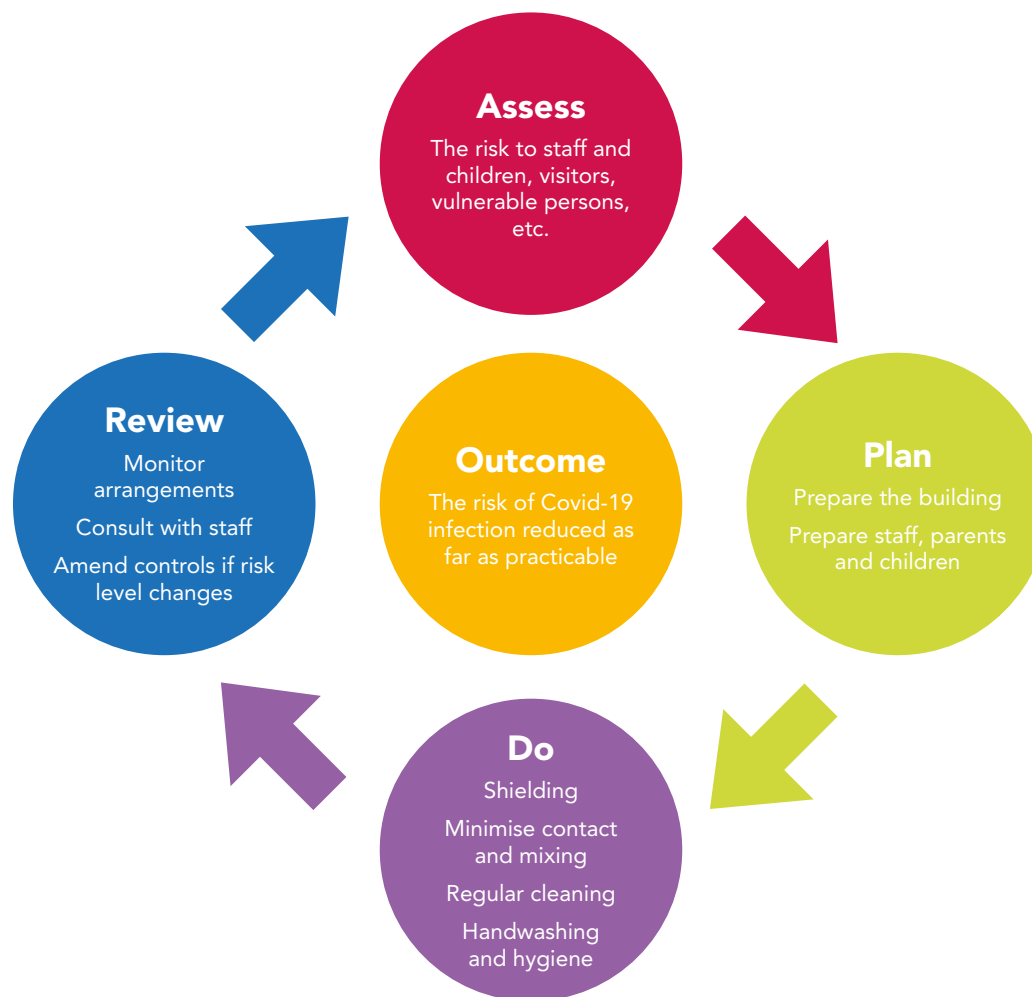 Assess
The risk to staff and
children, visitors,
vulnerable persons,
etc.
Review
Monitor
arrangements
Consult with staff
Amend controls if risk
level changes
Outcome
The risk of Covid-19
infection reduced as
far as practicable
Plan
Prepare the building
Prepare staff, parents
and children
Do
Shielding
Minimise contact
and mixing
Regular cleaning
Handwashing
and hygiene